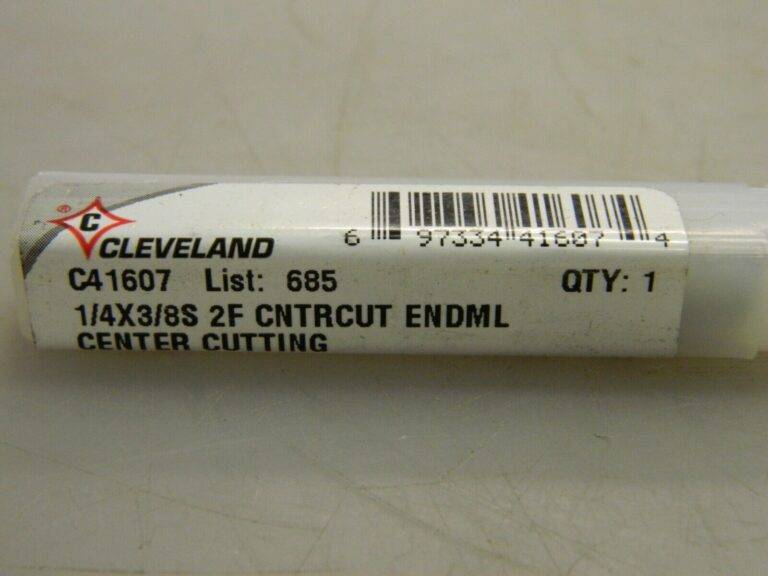 ® C CLEVELAND
6 97334 41607 4
C41607 List: 685 QTY: 1
1/4X3/8S 2F CNTRCUT ENDML
CENTER CUTTING